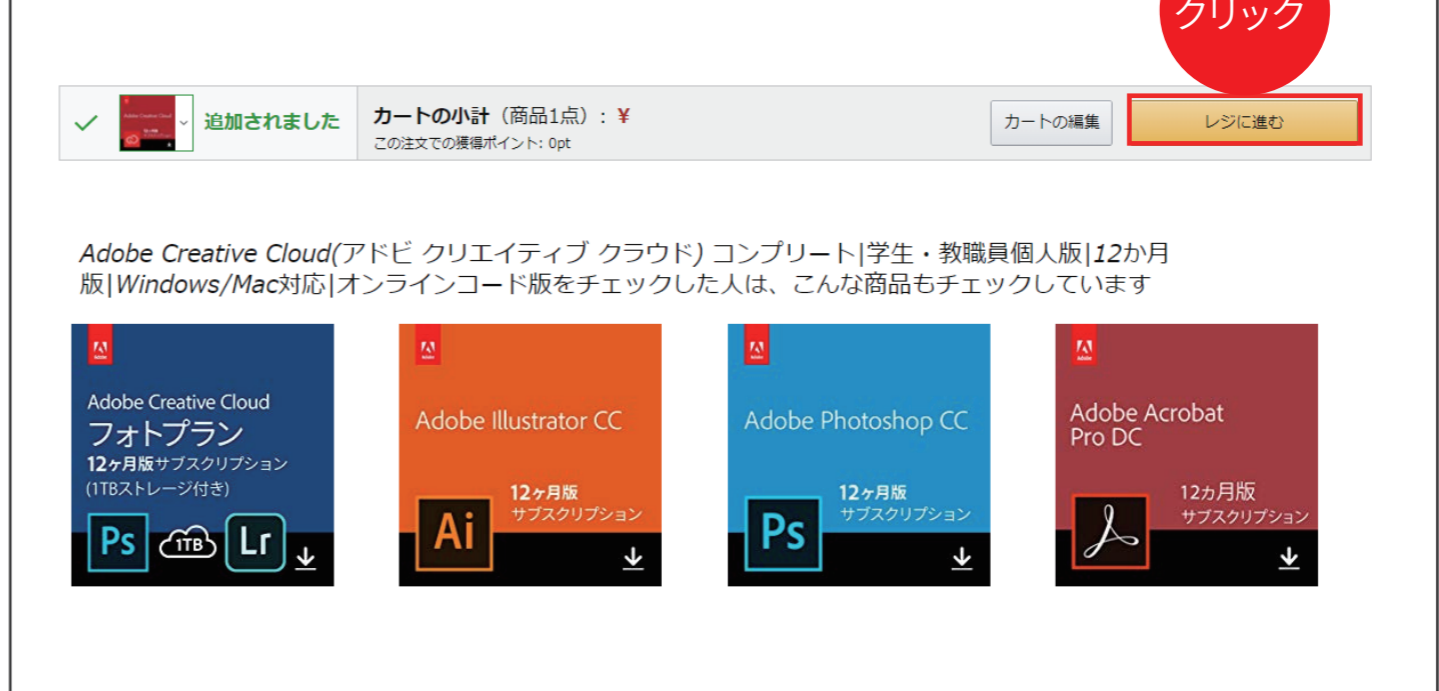 クリック
追加されました
カートの小計（商品1点）: ¥
この注文での獲得ポイント: 0pt
カートの編集
レジに進む
Adobe Creative Cloud(アドビ クリエイティブ クラウド) コンプリート|学生・教職員個人版|12か月
版|Windows/Mac対応|オンラインコード版をチェックした人は、こんな商品もチェックしています
Adobe
Adobe Creative Cloud
フォトプラン
12ヶ月版サブスクリプション
(1TBストレージ付き)
Ps
1TB
Lr
Adobe
Adobe Illustrator CC
12ヶ月版
サブスクリプション
Ai
Adobe
Adobe Photoshop CC
12ヶ月版
サブスクリプション
Ps
Adobe
Adobe Acrobat
Pro DC
12カ月版
サブスクリプション